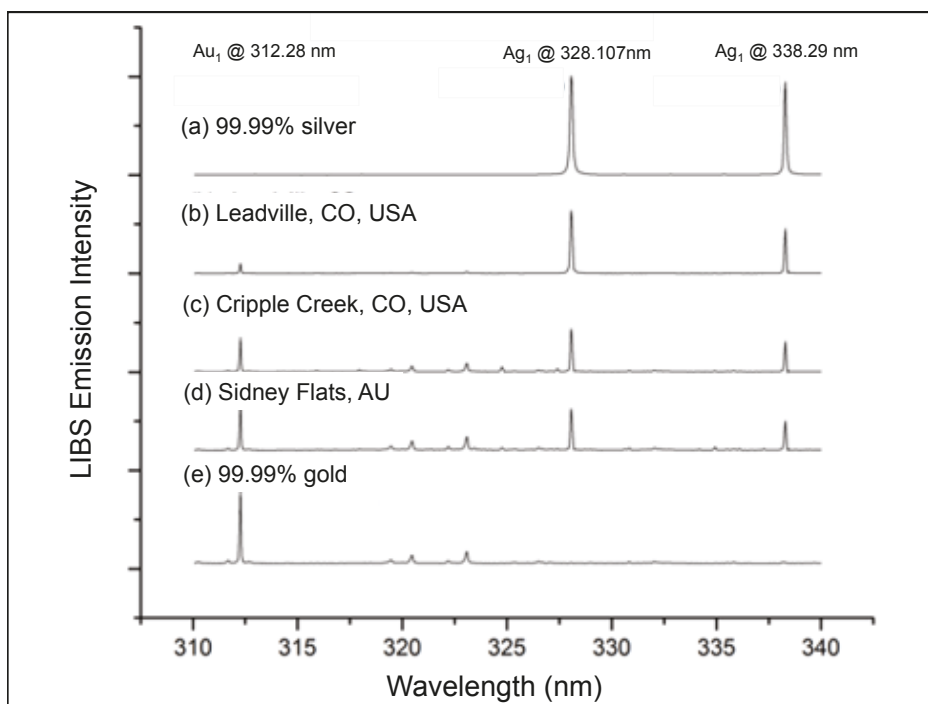 Au₁ @ 312.28 nm Ag₁ @ 328.107nm Ag₁ @ 338.29 nm
(a) 99.99% silver
(b) Leadville, CO, USA
(c) Cripple Creek, CO, USA
(d) Sidney Flats, AU
(e) 99.99% gold
LIBS Emission Intensity
310 315 320 325 330 335 340
Wavelength (nm)